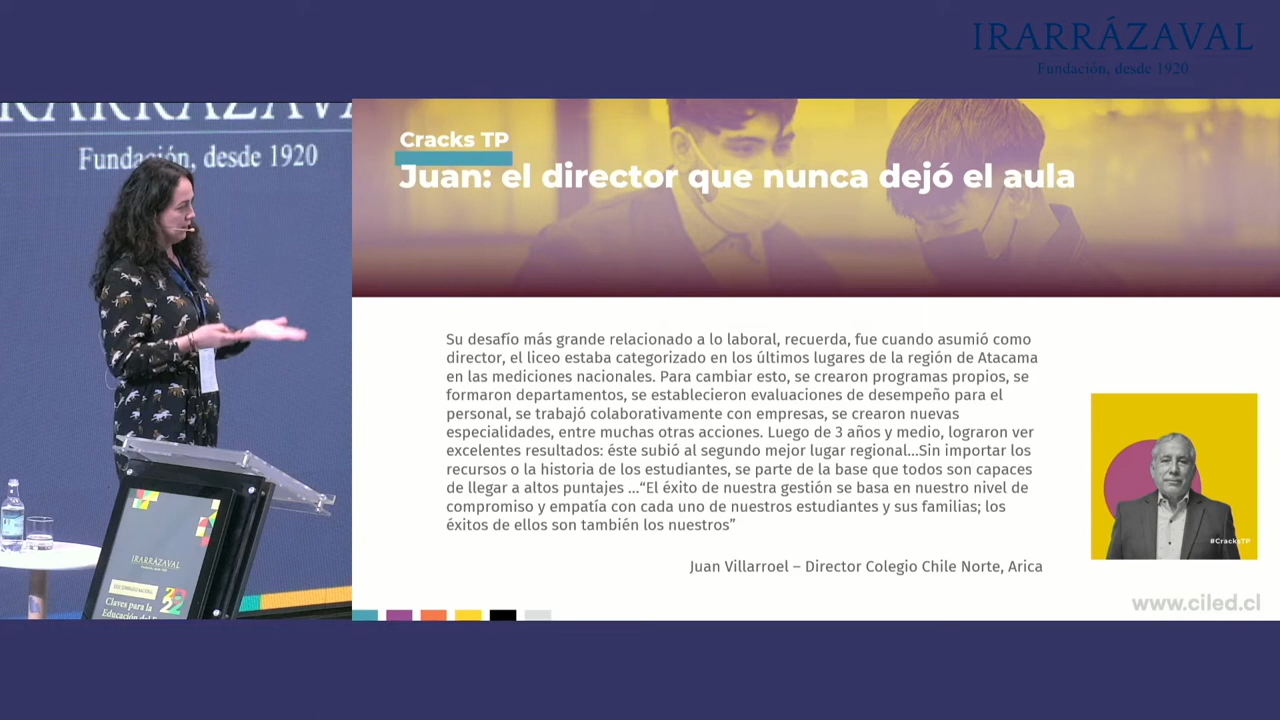 IRARRÁZAVAL
Fundación, desde 1920
Fundación, desde 1920
Cracks TP
Juan: el director que nunca dejó el aula
Su desafío más grande relacionado a lo laboral, recuerda, fue cuando asumió como
director, el liceo estaba categorizado en los últimos lugares de la región de Atacama
en las mediciones nacionales. Para cambiar esto, se crearon programas propios, se
formaron departamentos, se establecieron evaluaciones de desempeño para el
personal, se trabajó colaborativamente con empresas, se crearon nuevas
especialidades, entre muchas otras acciones. Luego de 3 años y medio, lograron ver
excelentes resultados: éste subió al segundo mejor lugar regional...Sin importar los
recursos o la historia de los estudiantes, se parte de la base que todos son capaces
de llegar a altos puntajes ...“El éxito de nuestra gestión se basa en nuestro nivel de
compromiso y empatía con cada uno de nuestros estudiantes y sus familias; los
éxitos de ellos son también los nuestros”
Juan Villarroel – Director Colegio Chile Norte, Arica
#CracksTP
www.ciled.cl
IRARRÁZAVAL
Claves para la